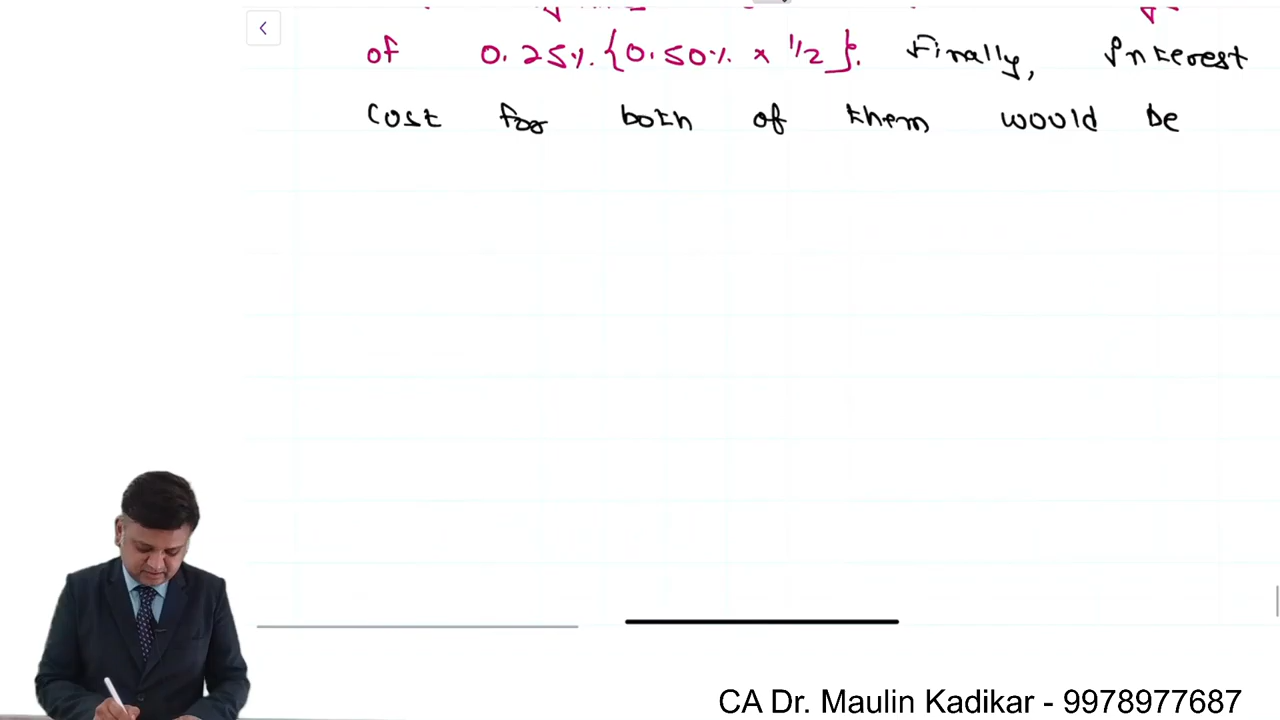 of 0.25%. {0.50% x 1/2}. Finally, Interest
cost for both of them would be
CA Dr. Maulin Kadikar - 9978977687